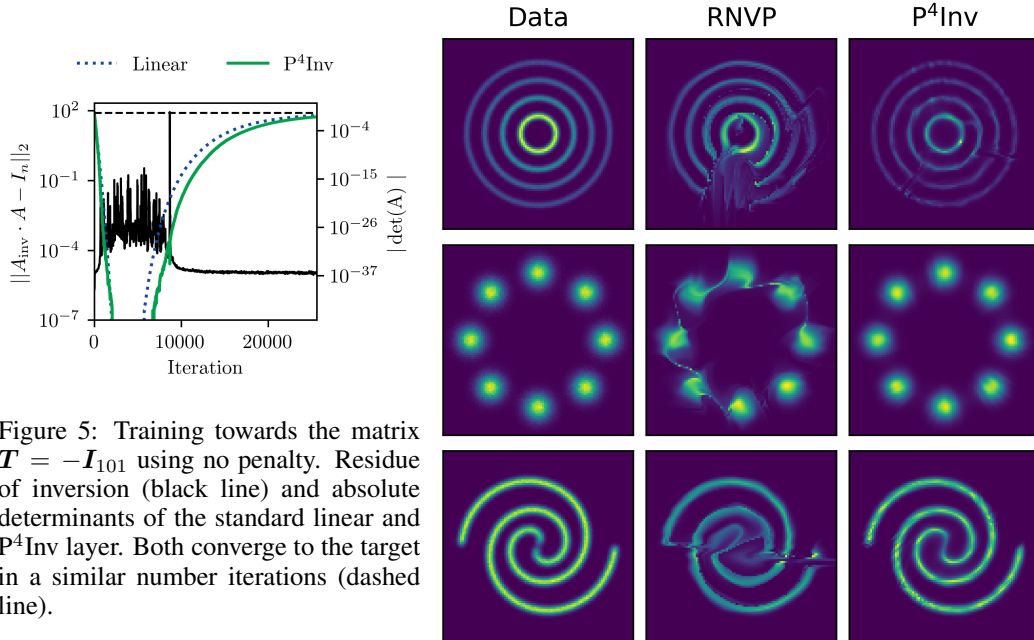 Data
RNVP
P⁴Inv
Linear
P⁴Inv
||A_inv · A − I_n||₂
10²
10⁻¹
10⁻⁴
10⁻⁷
10⁻⁴
10⁻¹⁵
10⁻²⁶
10⁻³⁷
| det(A) |
0
10000
20000
Iteration
Figure 5: Training towards the matrix
T = −I₁₀₁ using no penalty. Residue
of inversion (black line) and absolute
determinants of the standard linear and
P⁴Inv layer. Both converge to the target
in a similar number iterations (dashed
line).